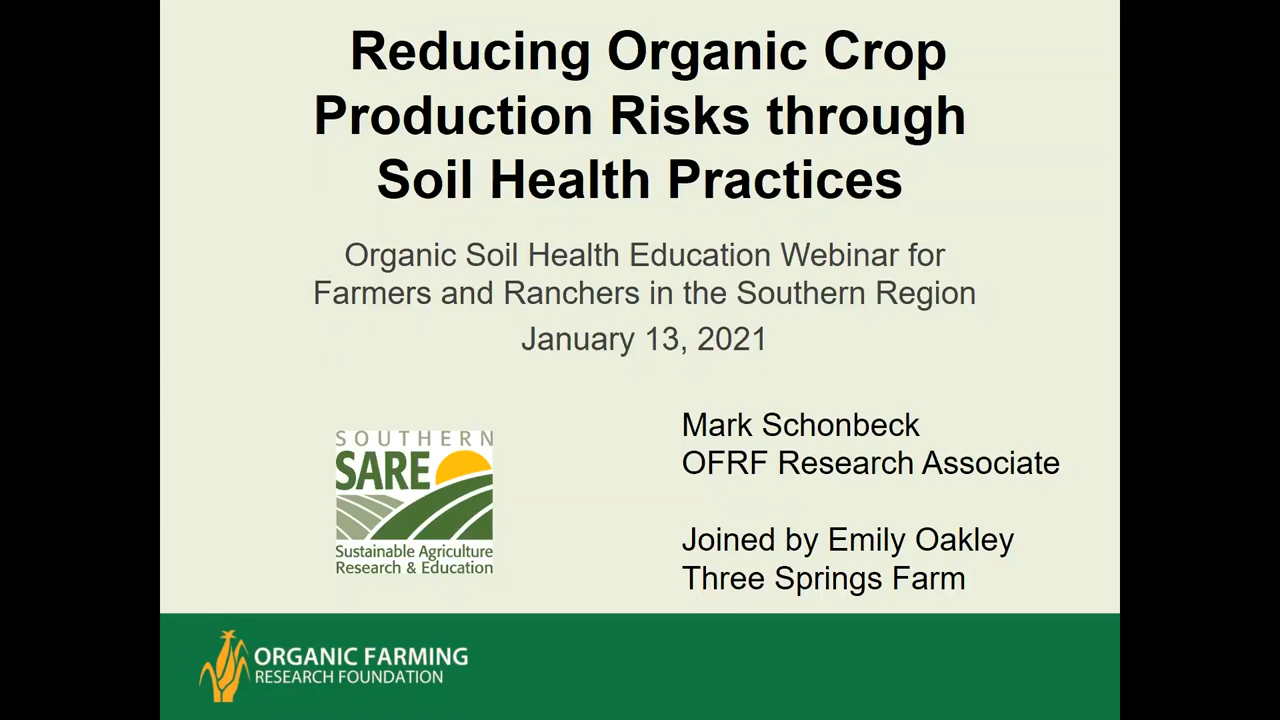 Reducing Organic Crop
Production Risks through
Soil Health Practices
Organic Soil Health Education Webinar for
Farmers and Ranchers in the Southern Region
January 13, 2021
Mark Schonbeck
OFRF Research Associate
Joined by Emily Oakley
Three Springs Farm
SOUTHERN
SARE
Sustainable Agriculture
Research & Education
ORGANIC FARMING
RESEARCH FOUNDATION